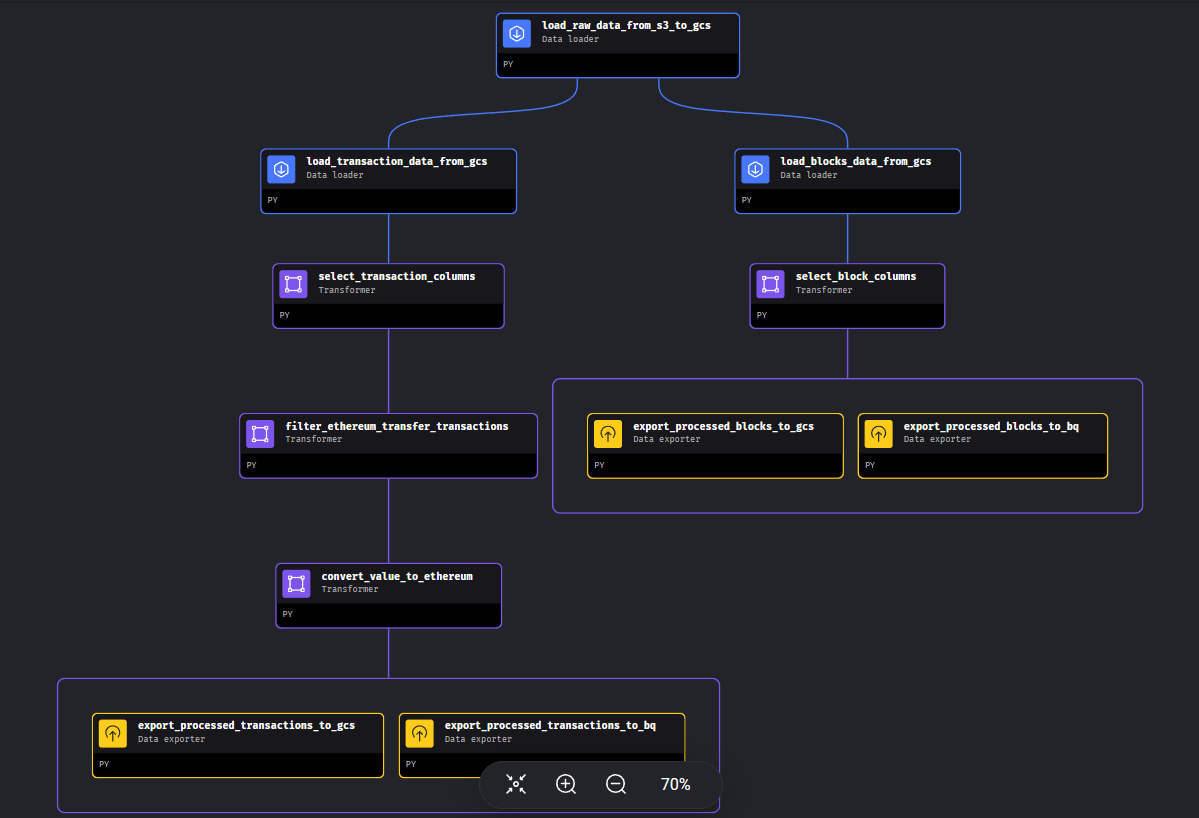 load_raw_data_from_s3_to_gcs
Data loader
PY
load_transaction_data_from_gcs
Data loader
PY
load_blocks_data_from_gcs
Data loader
PY
select_transaction_columns
Transformer
PY
select_block_columns
Transformer
PY
filter_ethereum_transfer_transactions
Transformer
PY
export_processed_blocks_to_gcs
Data exporter
PY
export_processed_blocks_to_bq
Data exporter
PY
convert_value_to_ethereum
Transformer
PY
export_processed_transactions_to_gcs
Data exporter
PY
export_processed_transactions_to_bq
Data exporter
PY
70%